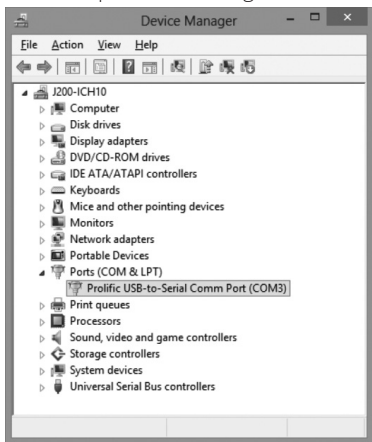 Device Manager
File Action View Help
J200-ICH10
Computer
Disk drives
Display adapters
DVD/CD-ROM drives
IDE ATA/ATAPI controllers
Keyboards
Mice and other pointing devices
Monitors
Network adapters
Portable Devices
Ports (COM & LPT)
Prolific USB-to-Serial Comm Port (COM3)
Print queues
Processors
Sound, video and game controllers
Storage controllers
System devices
Universal Serial Bus controllers